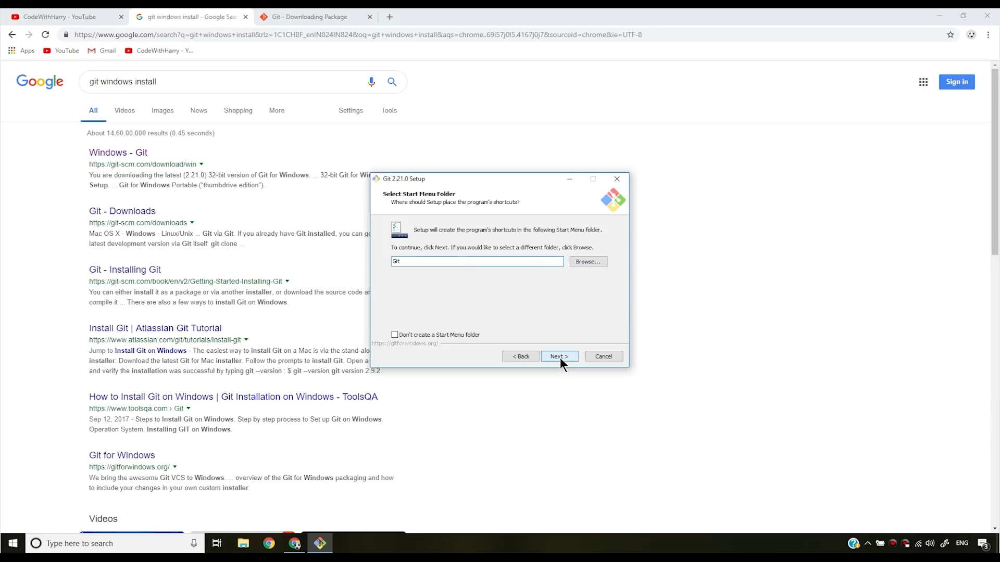 CodeWithHarry - YouTube
git windows install - Google Sear
Git - Downloading Package
https://www.google.com/search?q=git+windows+install&rlz=1C1CHBF_enIN824IN824&oq=git+windows+install&aqs=chrome..69i57j0l5.4167j0j7&sourceid=chrome&ie=UTF-8
Apps
YouTube
Gmail
CodeWithHarry - Y...
Google
git windows install
Sign in
All
Videos
Images
News
Shopping
More
Settings
Tools
About 14,60,00,000 results (0.45 seconds)
Windows - Git
https://git-scm.com/download/win
You are downloading the latest (2.21.0) 32-bit version of Git for Windows. ... 32-bit Git for Win
Setup. ... Git for Windows Portable ("thumbdrive edition").
Git - Downloads
https://git-scm.com/downloads
Mac OS X · Windows · Linux/Unix ... Git via Git. If you already have Git installed, you can ge
latest development version via Git itself: git clone ...
Git - Installing Git
https://git-scm.com/book/en/v2/Getting-Started-Installing-Git
You can either install it as a package or via another installer, or download the source code an
compile it ... There are also a few ways to install Git on Windows.
Install Git | Atlassian Git Tutorial
https://www.atlassian.com/git/tutorials/install-git
Jump to Install Git on Windows - The easiest way to install Git on a Mac is via the stand-alo
installer: Download the latest Git for Mac installer. Follow the prompts to install Git. Open a
and verify the installation was successful by typing git --version : $ git --version git version 2.9.2.
How to Install Git on Windows | Git Installation on Windows - ToolsQA
https://www.toolsqa.com › Git
Sep 12, 2017 - Steps to Install Git on Windows. Step by step process to Set up Git on Windows
Operation System. Installing GIT on Windows.
Git for Windows
https://gitforwindows.org/
We bring the awesome Git VCS to Windows. ... overview of the Git for Windows packaging and how
to include your changes in your own custom installer.
Videos
Git 2.21.0 Setup
Select Start Menu Folder
Where should Setup place the program's shortcuts?
Setup will create the program's shortcuts in the following Start Menu folder.
To continue, click Next. If you would like to select a different folder, click Browse.
Git
Browse...
Don't create a Start Menu folder
https://gitforwindows.org/
< Back
Next >
Cancel
Type here to search
ENG
3